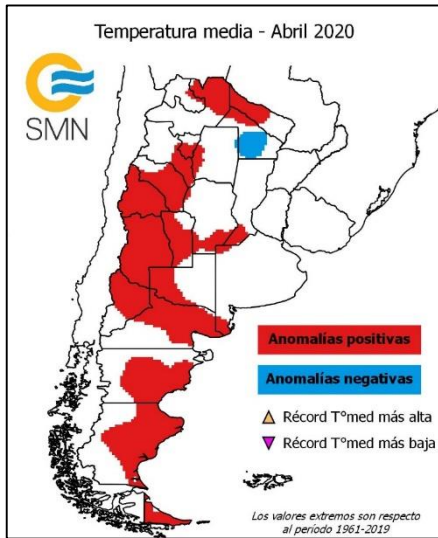 Temperatura media - Abril 2020
SMN
Anomalías positivas
Anomalías negativas
Récord T°med más alta
Récord T°med más baja
Los valores extremos son respecto
al período 1961-2019